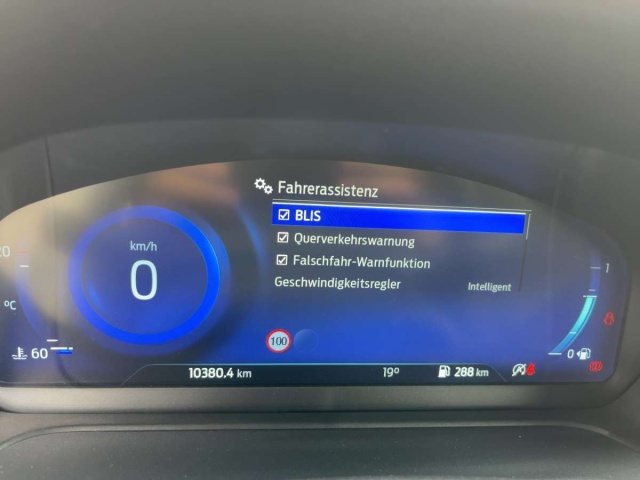 Fahrerassistenz
BLIS
Querverkehrswarnung
Falschfahr-Warnfunktion
Geschwindigkeitsregler Intelligent
km/h
0
20
°C
60
100
1
0
10380.4 km
19°
288 km